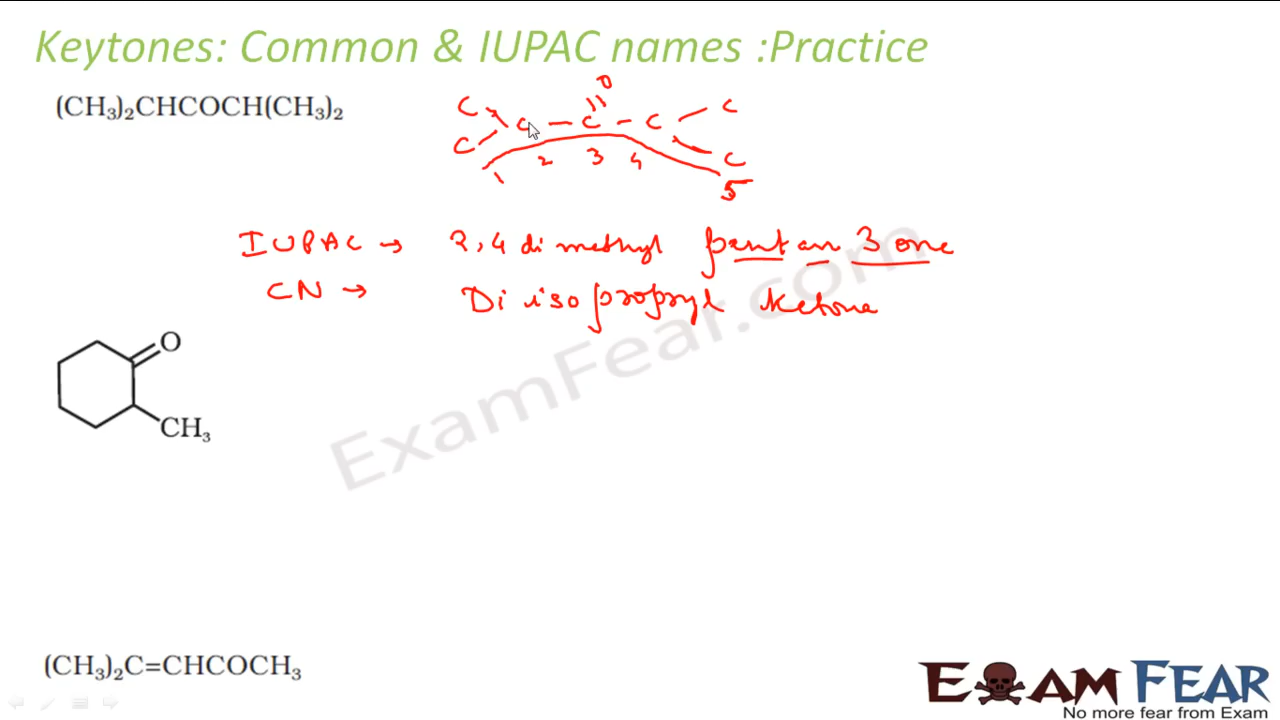 Keytones: Common & IUPAC names :Practice
(CH₃)₂CHCOCH(CH₃)₂
O
C C
C — C — C
C C
1 2 3 4 5
IUPAC → 2,4 di methyl pent an 3 one
CN → Di iso propryl Ketone
O
CH₃
ExamFear.com
(CH₃)₂C=CHCOCH₃
EXAM FEAR
No more fear from Exam